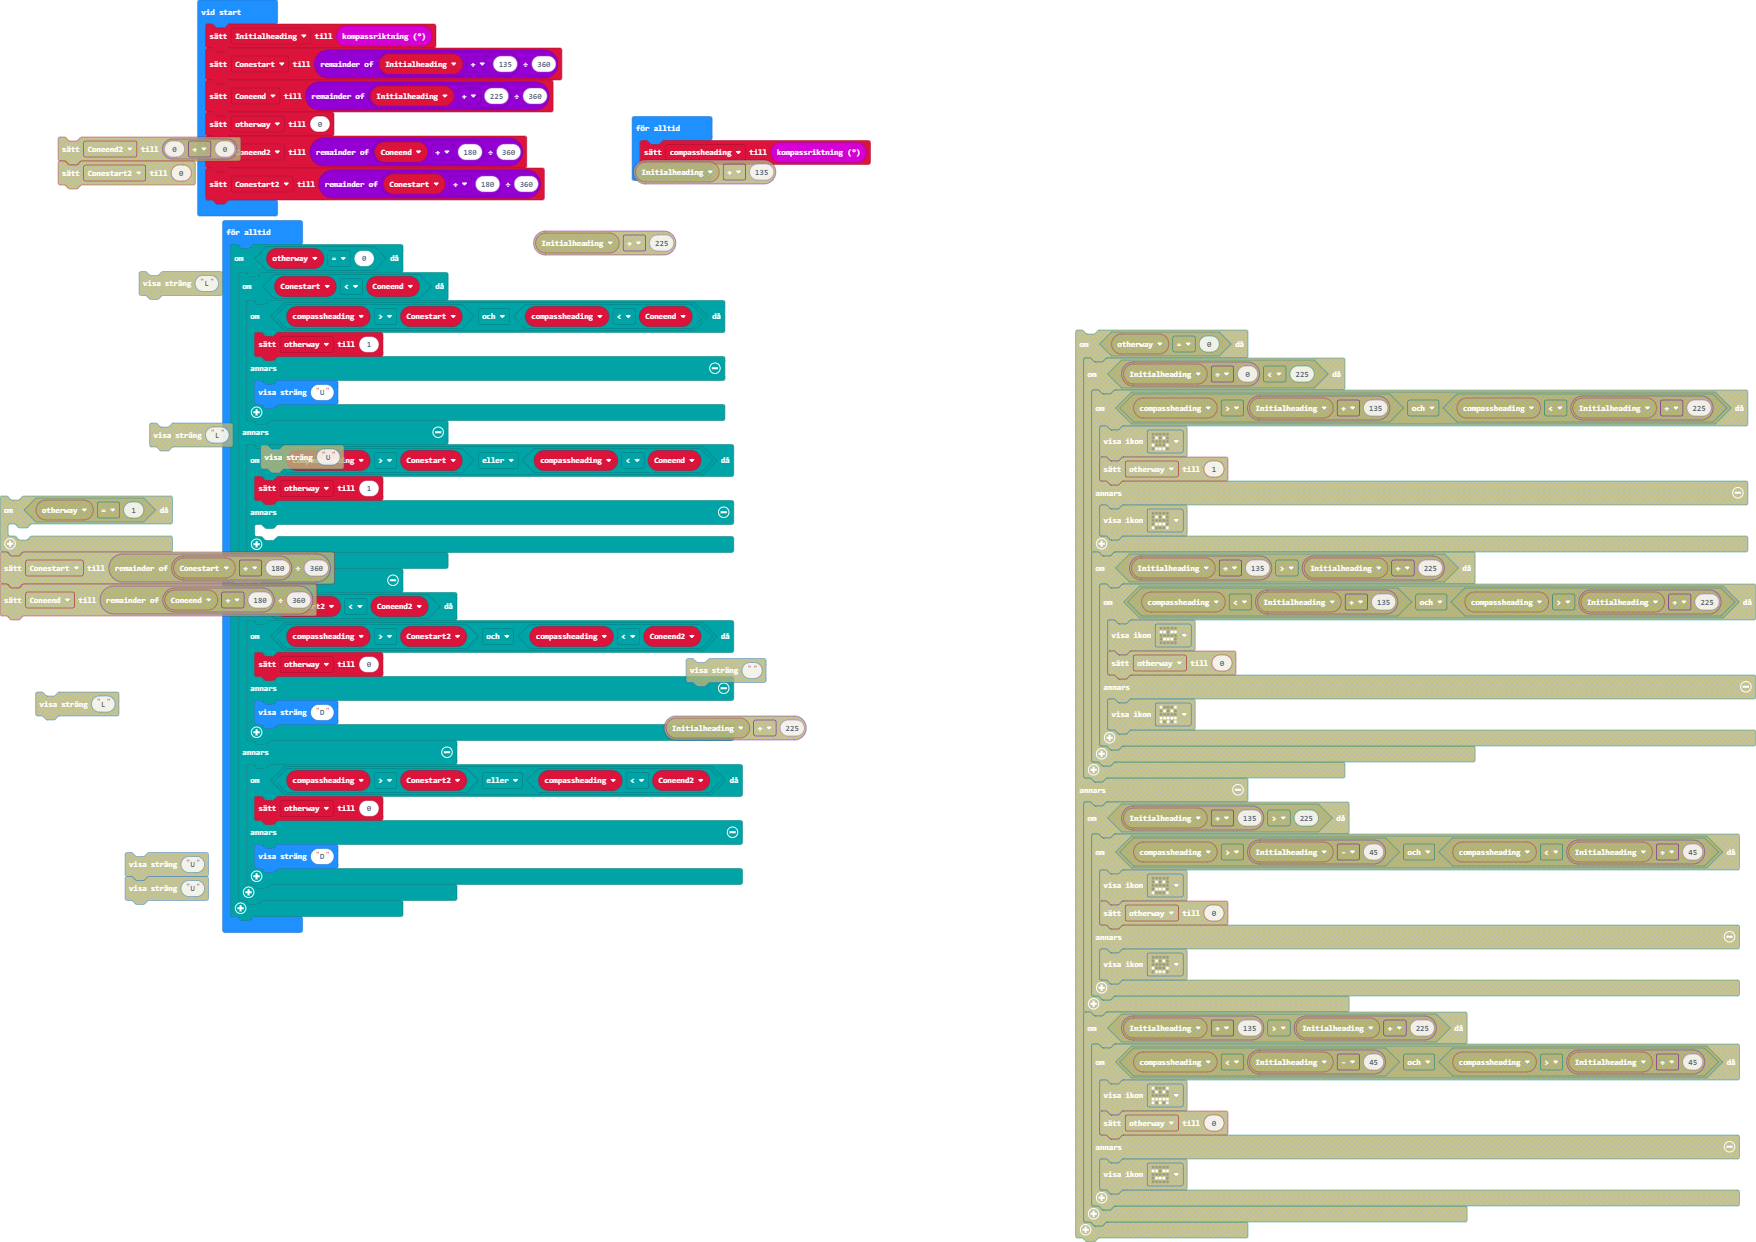 vid start
sätt Initialheading till kompassriktning (°)
sätt Conestart till remainder of Initialheading + 135 ÷ 360
sätt Coneend till remainder of Initialheading + 225 ÷ 360
sätt otherway till 0
oneend2 till remainder of Coneend + 180 ÷ 360
sätt Conestart2 till remainder of Conestart + 180 ÷ 360
sätt Coneend2 till 0 + 0
sätt Conestart2 till 0
för alltid
sätt compassheading till kompassriktning (°)
Initialheading + 135
Initialheading + 225
för alltid
om otherway = 0 då
om Conestart < Coneend då
om compassheading > Conestart och compassheading < Coneend då
sätt otherway till 1
annars
visa sträng "U"
annars
om ng > Conestart eller compassheading < Coneend då
sätt otherway till 1
annars
t2 < Coneend2 då
om compassheading > Conestart2 och compassheading < Coneend2 då
sätt otherway till 0
annars
visa sträng "D"
annars
om compassheading > Conestart2 eller compassheading < Coneend2 då
sätt otherway till 0
annars
visa sträng "D"
visa sträng "L"
visa sträng "L"
visa sträng "U"
om otherway = 1 då
sätt Conestart till remainder of Conestart + 180 ÷ 360
sätt Coneend till remainder of Coneend + 180 ÷ 360
visa sträng " "
visa sträng "L"
Initialheading + 225
visa sträng "U"
visa sträng "U"
om otherway = 0 då
om Initialheading + 0 < 225 då
om compassheading > Initialheading + 135 och compassheading < Initialheading + 225 då
visa ikon
sätt otherway till 1
annars
visa ikon
om Initialheading + 135 > Initialheading + 225 då
om compassheading < Initialheading + 135 och compassheading > Initialheading + 225 då
visa ikon
sätt otherway till 0
annars
visa ikon
annars
om Initialheading + 135 > 225 då
om compassheading > Initialheading - 45 och compassheading < Initialheading + 45 då
visa ikon
sätt otherway till 0
annars
visa ikon
om Initialheading + 135 > Initialheading + 225 då
om compassheading < Initialheading - 45 och compassheading > Initialheading + 45 då
visa ikon
sätt otherway till 0
annars
visa ikon